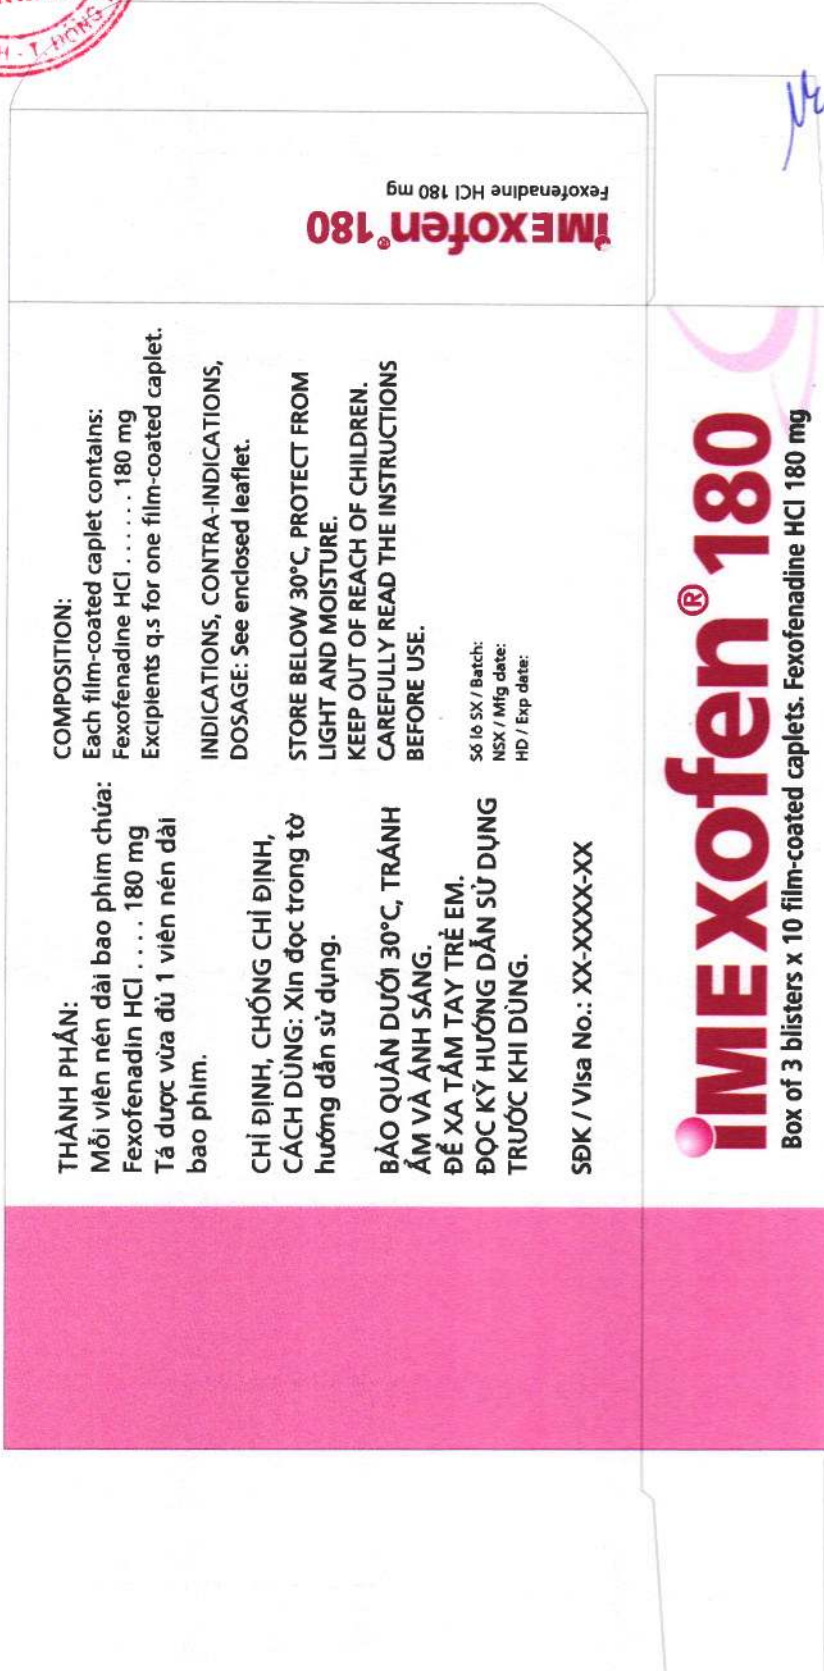 THÀNH PHẦN:
Mỗi viên nén dài bao phim chứa:
Fexofenadin HCl . . . . 180 mg
Tá dược vừa đủ 1 viên nén dài
bao phim.
CHỈ ĐỊNH, CHỐNG CHỈ ĐỊNH,
CÁCH DÙNG: Xin đọc trong tờ
hướng dẫn sử dụng.
BẢO QUẢN DƯỚI 30°C, TRÁNH
ẨM VÀ ÁNH SÁNG.
ĐỂ XA TẦM TAY TRẺ EM.
ĐỌC KỸ HƯỚNG DẪN SỬ DỤNG
TRƯỚC KHI DÙNG.
SĐK / Visa No.: XX-XXXX-XX
COMPOSITION:
Each film-coated caplet contains:
Fexofenadine HCl . . . . . . 180 mg
Excipients q.s for one film-coated caplet.
INDICATIONS, CONTRA-INDICATIONS,
DOSAGE: See enclosed leaflet.
STORE BELOW 30°C, PROTECT FROM
LIGHT AND MOISTURE.
KEEP OUT OF REACH OF CHILDREN.
CAREFULLY READ THE INSTRUCTIONS
BEFORE USE.
Số lô SX / Batch:
NSX / Mfg date:
HD / Exp date:
iMEXofen® 180
Fexofenadine HCl 180 mg
iMEXofen® 180
Box of 3 blisters x 10 film-coated caplets. Fexofenadine HCl 180 mg
T. ĐỒNG